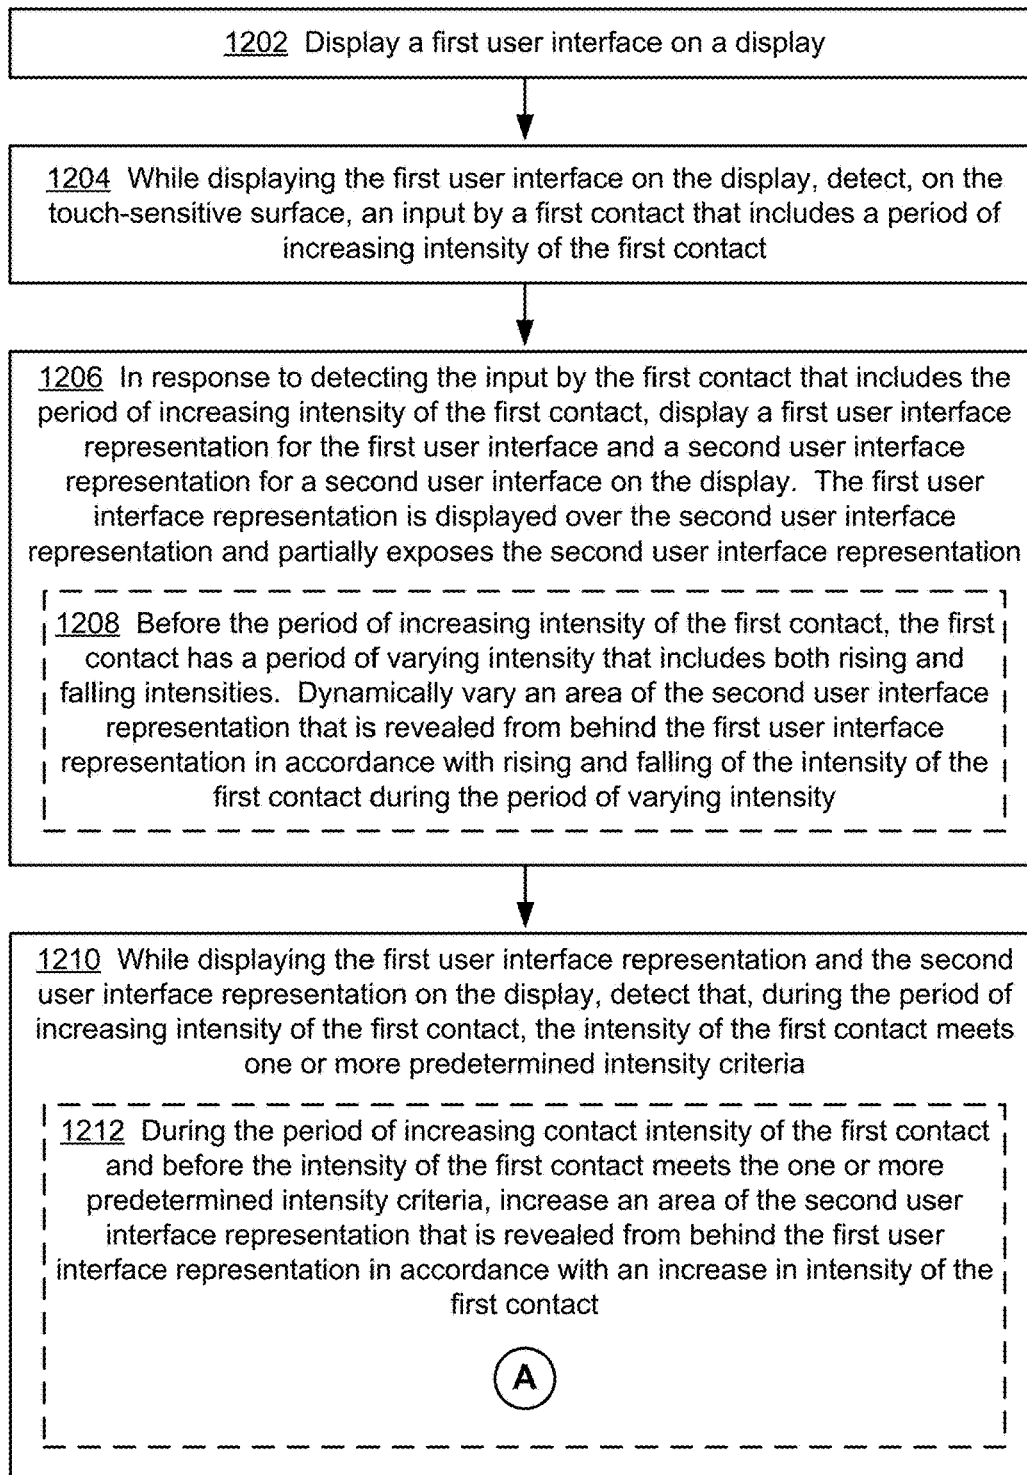 1202 Display a first user interface on a display
1204 While displaying the first user interface on the display, detect, on the
touch-sensitive surface, an input by a first contact that includes a period of
increasing intensity of the first contact
1206 In response to detecting the input by the first contact that includes the
period of increasing intensity of the first contact, display a first user interface
representation for the first user interface and a second user interface
representation for a second user interface on the display. The first user
interface representation is displayed over the second user interface
representation and partially exposes the second user interface representation
1208 Before the period of increasing intensity of the first contact, the first
contact has a period of varying intensity that includes both rising and
falling intensities. Dynamically vary an area of the second user interface
representation that is revealed from behind the first user interface
representation in accordance with rising and falling of the intensity of the
first contact during the period of varying intensity
1210 While displaying the first user interface representation and the second
user interface representation on the display, detect that, during the period of
increasing intensity of the first contact, the intensity of the first contact meets
one or more predetermined intensity criteria
1212 During the period of increasing contact intensity of the first contact
and before the intensity of the first contact meets the one or more
predetermined intensity criteria, increase an area of the second user
interface representation that is revealed from behind the first user
interface representation in accordance with an increase in intensity of the
first contact
A